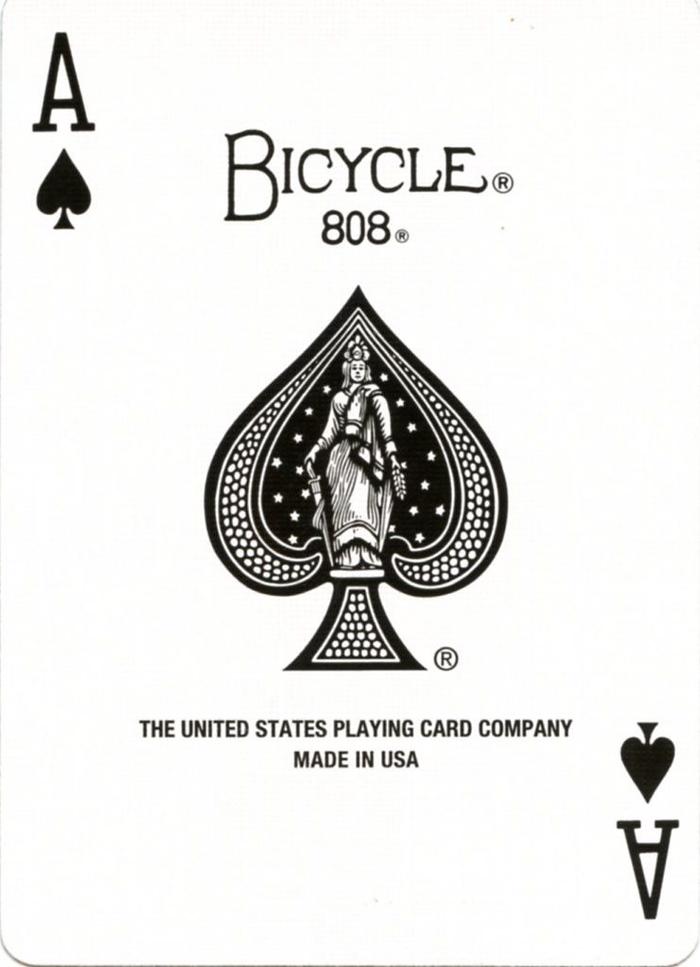 A
BICYCLE®
808®
®
THE UNITED STATES PLAYING CARD COMPANY
MADE IN USA
A